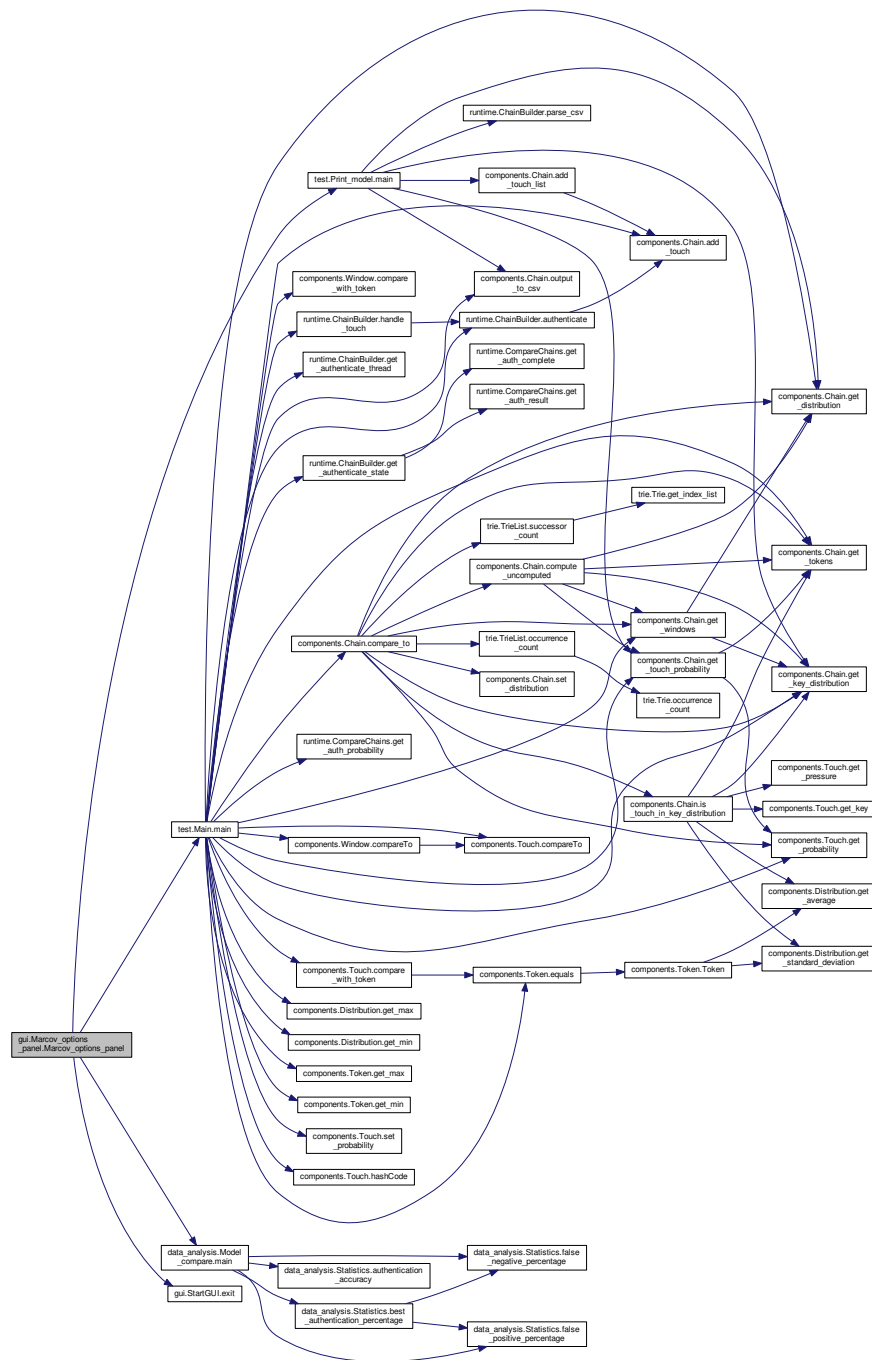 runtime.ChainBuilder.parse_csv
test.Print_model.main
components.Chain.add
_touch_list
components.Chain.add
_touch
components.Window.compare
_with_token
components.Chain.output
_to_csv
runtime.ChainBuilder.handle
_touch
runtime.ChainBuilder.authenticate
runtime.CompareChains.get
_auth_complete
runtime.ChainBuilder.get
_authenticate_thread
runtime.CompareChains.get
_auth_result
components.Chain.get
_distribution
runtime.ChainBuilder.get
_authenticate_state
trie.Trie.get_index_list
trie.TrieList.successor
_count
components.Chain.get
_tokens
components.Chain.compute
_uncomputed
components.Chain.get
_windows
components.Chain.compare_to
trie.TrieList.occurrence
_count
components.Chain.get
_touch_probability
components.Chain.get
_key_distribution
components.Chain.set
_distribution
trie.Trie.occurrence
_count
runtime.CompareChains.get
_auth_probability
components.Touch.get
_pressure
components.Chain.is
_touch_in_key_distribution
components.Touch.get_key
test.Main.main
components.Window.compareTo
components.Touch.compareTo
components.Touch.get
_probability
components.Distribution.get
_average
components.Touch.compare
_with_token
components.Token.equals
components.Token.Token
components.Distribution.get
_standard_deviation
components.Distribution.get_max
gui.Marcov_options
_panel.Marcov_options_panel
components.Distribution.get_min
components.Token.get_max
components.Token.get_min
components.Touch.set
_probability
components.Touch.hashCode
data_analysis.Model
_compare.main
data_analysis.Statistics.false
_negative_percentage
data_analysis.Statistics.authentication
_accuracy
gui.StartGUI.exit
data_analysis.Statistics.best
_authentication_percentage
data_analysis.Statistics.false
_positive_percentage